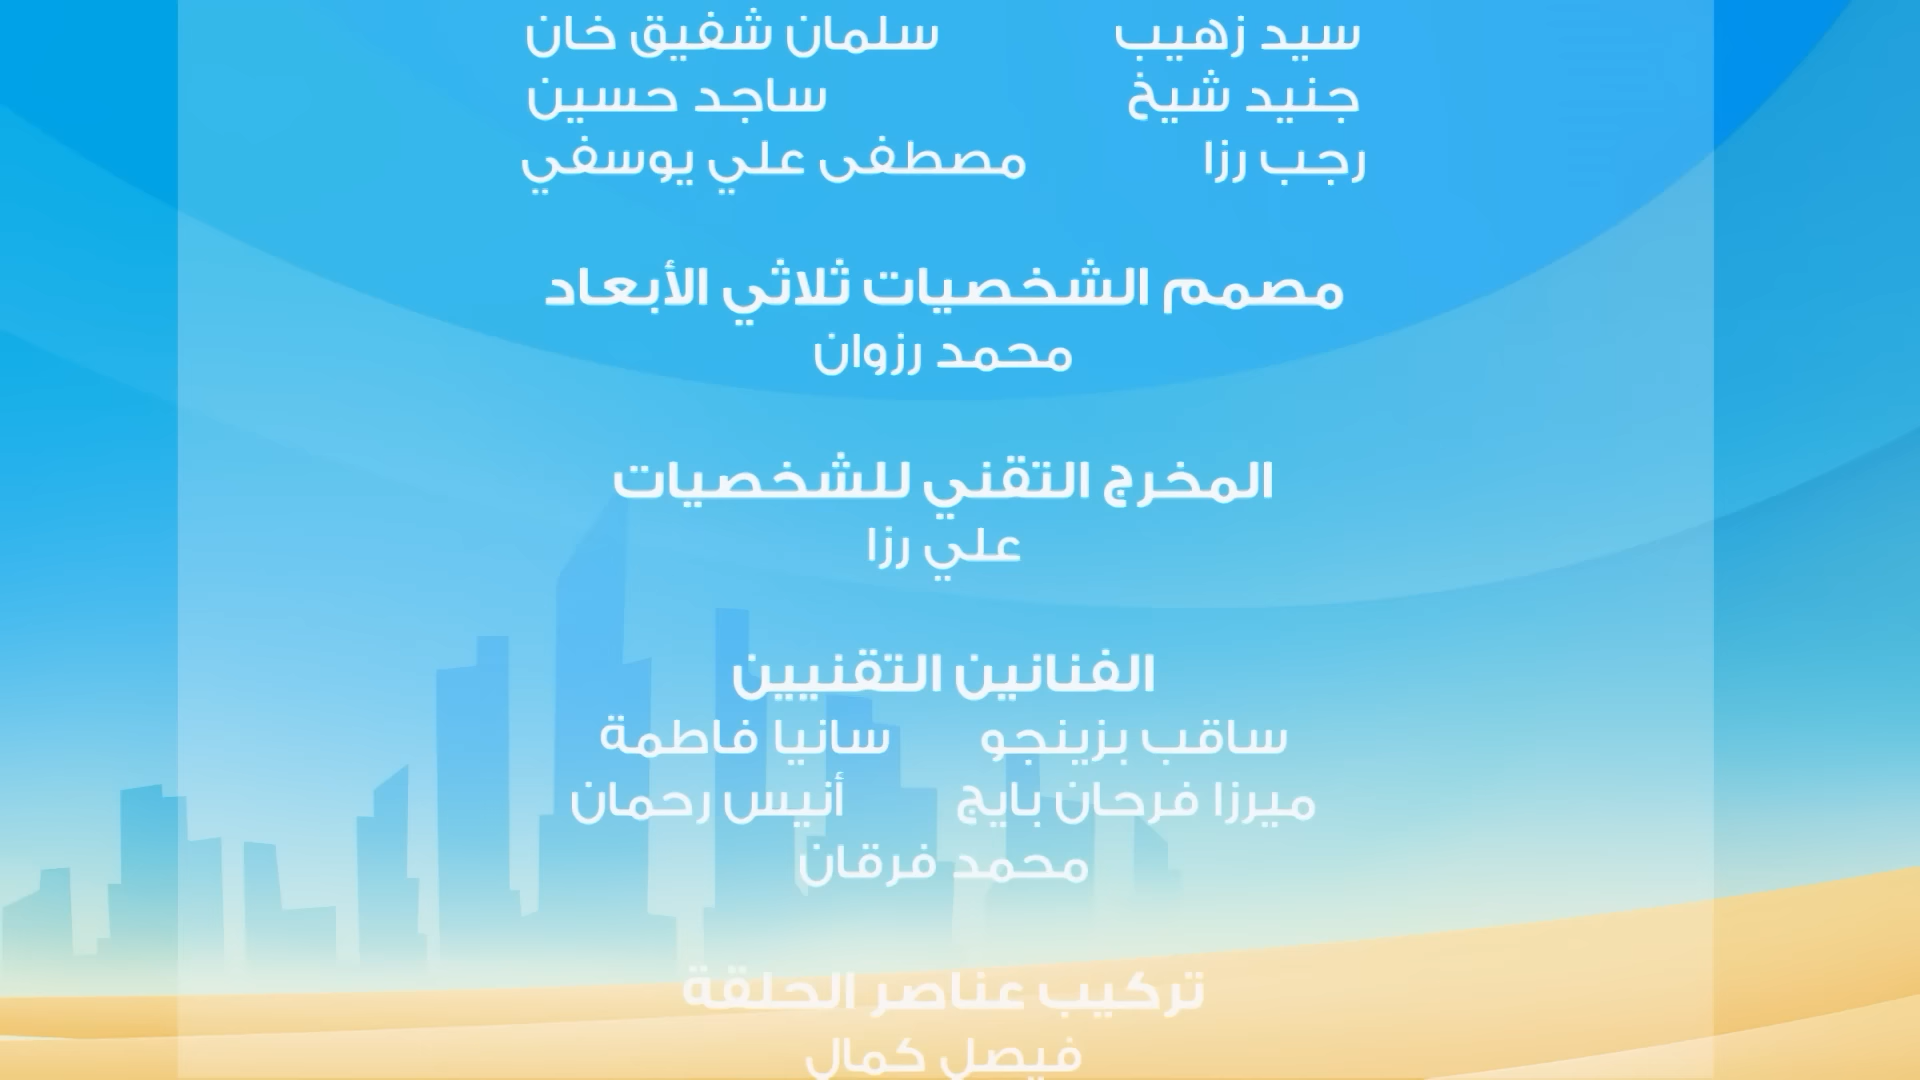 سيد زهيب سلمان شفيق خان
جنيد شيخ ساجد حسين
رجب رزا مصطفى علي يوسفي
مصمم الشخصيات ثلاثي الأبعاد
محمد رزوان
المخرج التقني للشخصيات
علي رزا
الفنانين التقنيين
ساقب بزينجو سانيا فاطمة
ميرزا فرحان بايج أنيس رحمان
محمد فرقان
تركيب عناصر الحلقة
فيصل كمال